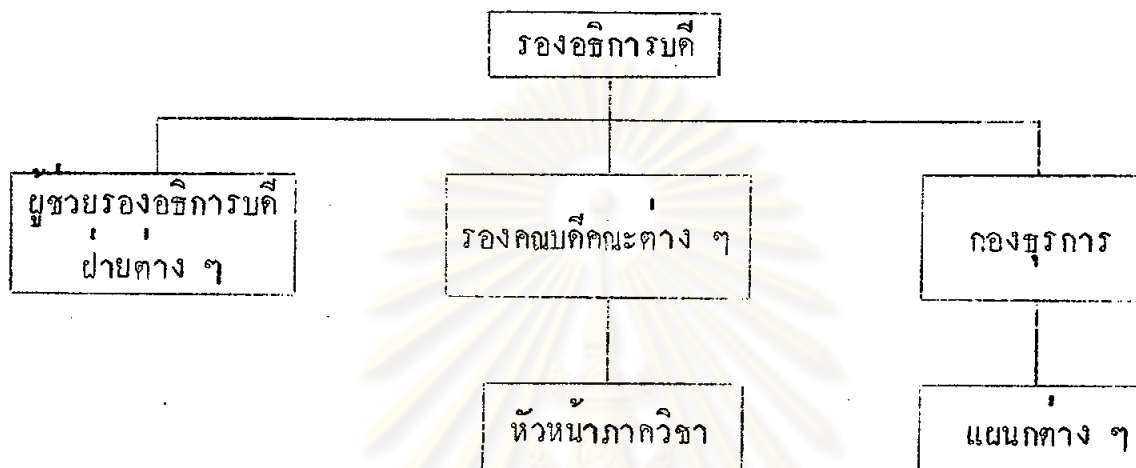 รองอธิการบดี
ผู้ช่วยรองอธิการบดี
ฝ่ายต่าง ๆ
รองคณบดีคณะต่าง ๆ
กองธุรการ
หัวหน้าภาควิชา
แผนกต่าง ๆ